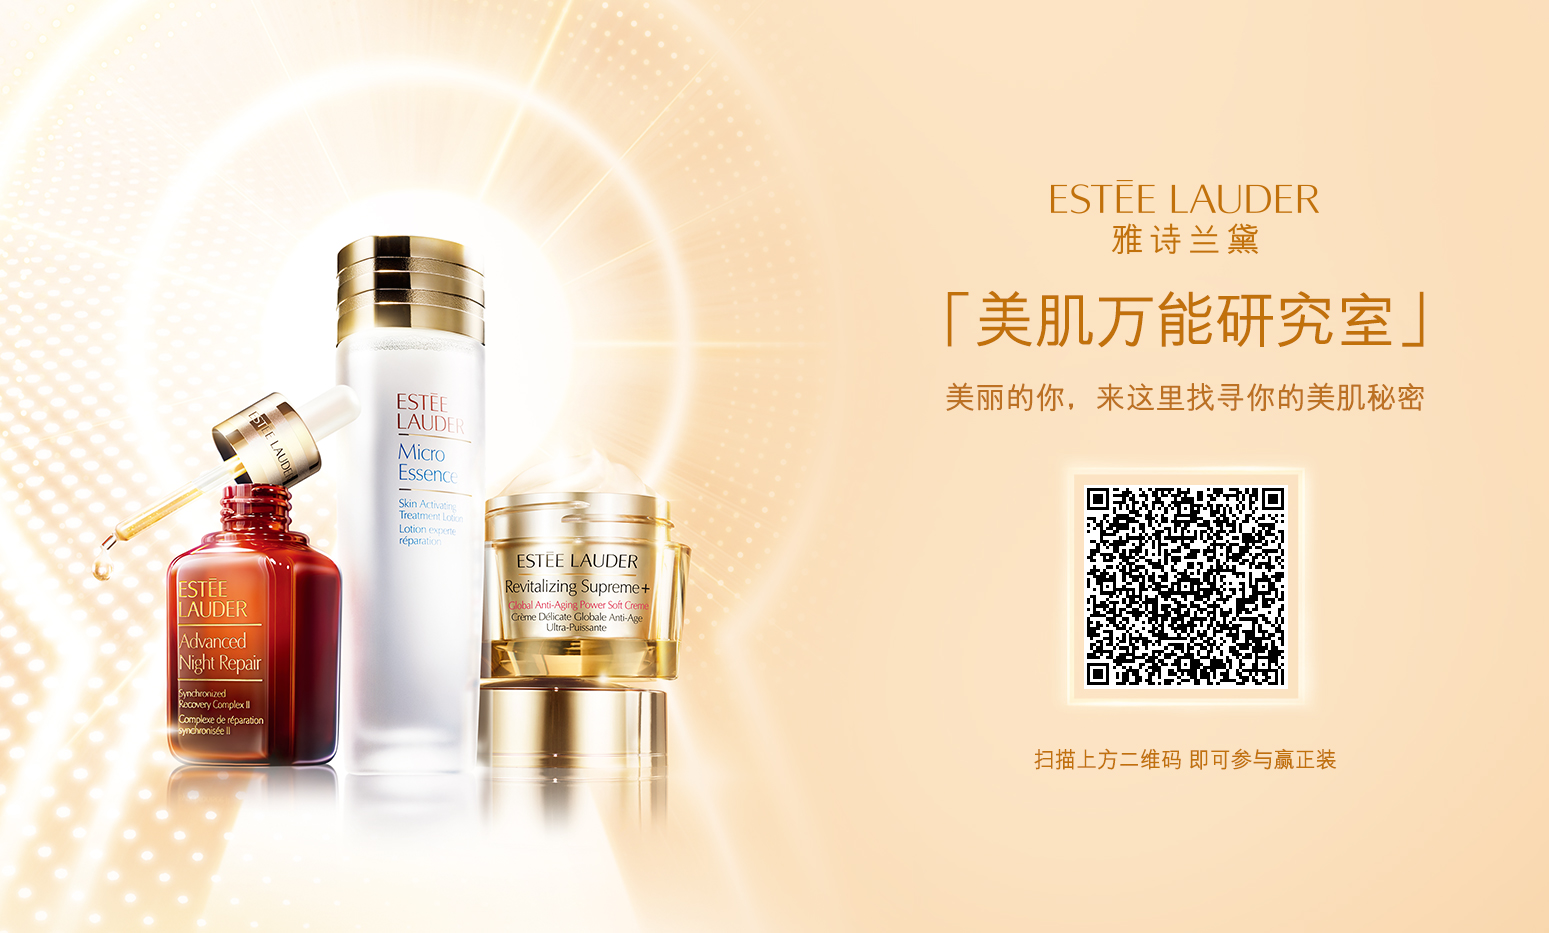 ESTĒE LAUDER
雅诗兰黛
「美肌万能研究室」
美丽的你，来这里找寻你的美肌秘密
扫描上方二维码 即可参与赢正装
ESTĒE LAUDER
ESTĒE
LAUDER
Advanced
Night Repair
Synchronized
Recovery Complex II
Complexe de réparation
synchronisée II
ESTĒE
LAUDER
Micro
Essence
Skin Activating
Treatment Lotion
Lotion experte
réparation
ESTĒE LAUDER
Revitalizing Supreme+
Global Anti-Aging Power Soft Creme
Crème Délicate Globale Anti-Age
Ultra-Puissante